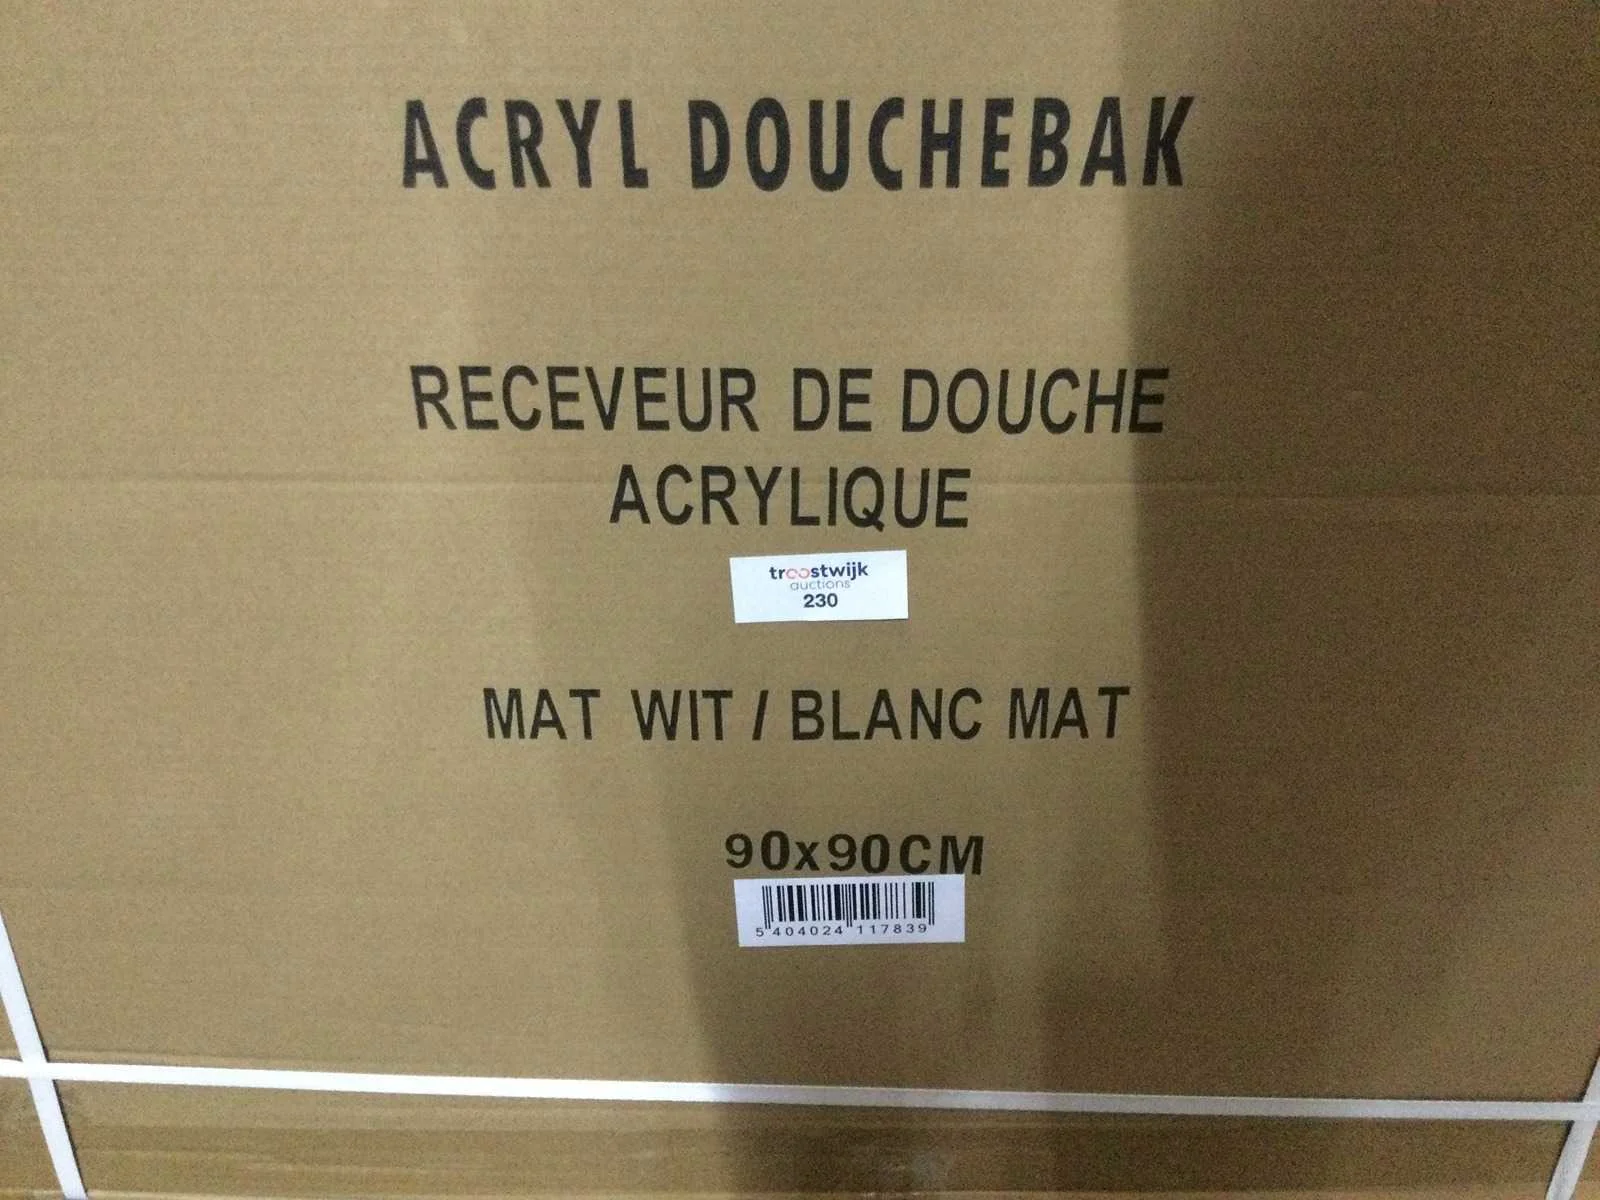 ACRYL DOUCHEBAK
RECEVEUR DE DOUCHE
ACRYLIQUE
troostwijk
auctions
230
MAT WIT / BLANC MAT
90x90CM
5 404024 117839